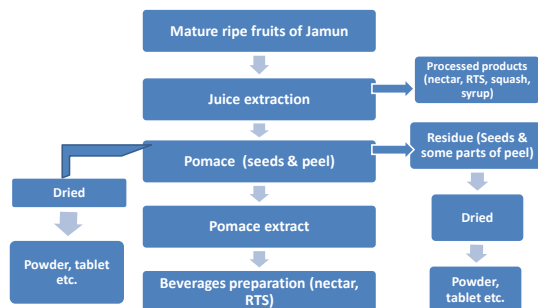 Mature ripe fruits of Jamun
Processed products
(nectar, RTS, squash,
syrup)
Juice extraction
Residue (Seeds &
some parts of peel)
Pomace (seeds & peel)
Dried
Dried
Pomace extract
Powder, tablet
etc.
Beverages preparation (nectar,
RTS)
Powder,
tablet etc.